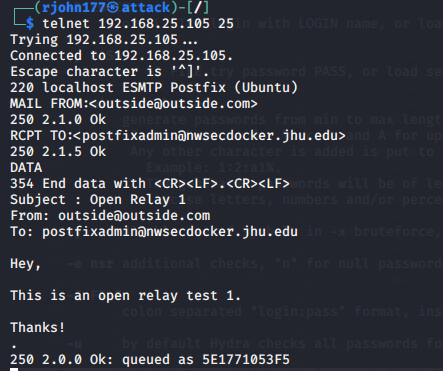 (rjohn177㉿attack)-[/]
$ telnet 192.168.25.105 25
Trying 192.168.25.105...
Connected to 192.168.25.105.
Escape character is '^]'.
220 localhost ESMTP Postfix (Ubuntu)
MAIL FROM:<outside@outside.com>
250 2.1.0 Ok
RCPT TO:<postfixadmin@nwsecdocker.jhu.edu>
250 2.1.5 Ok
DATA
354 End data with <CR><LF>.<CR><LF>
Subject : Open Relay 1
From: outside@outside.com
To: postfixadmin@nwsecdocker.jhu.edu
Hey,
This is an open relay test 1.
Thanks!
.
250 2.0.0 Ok: queued as 5E1771053F5